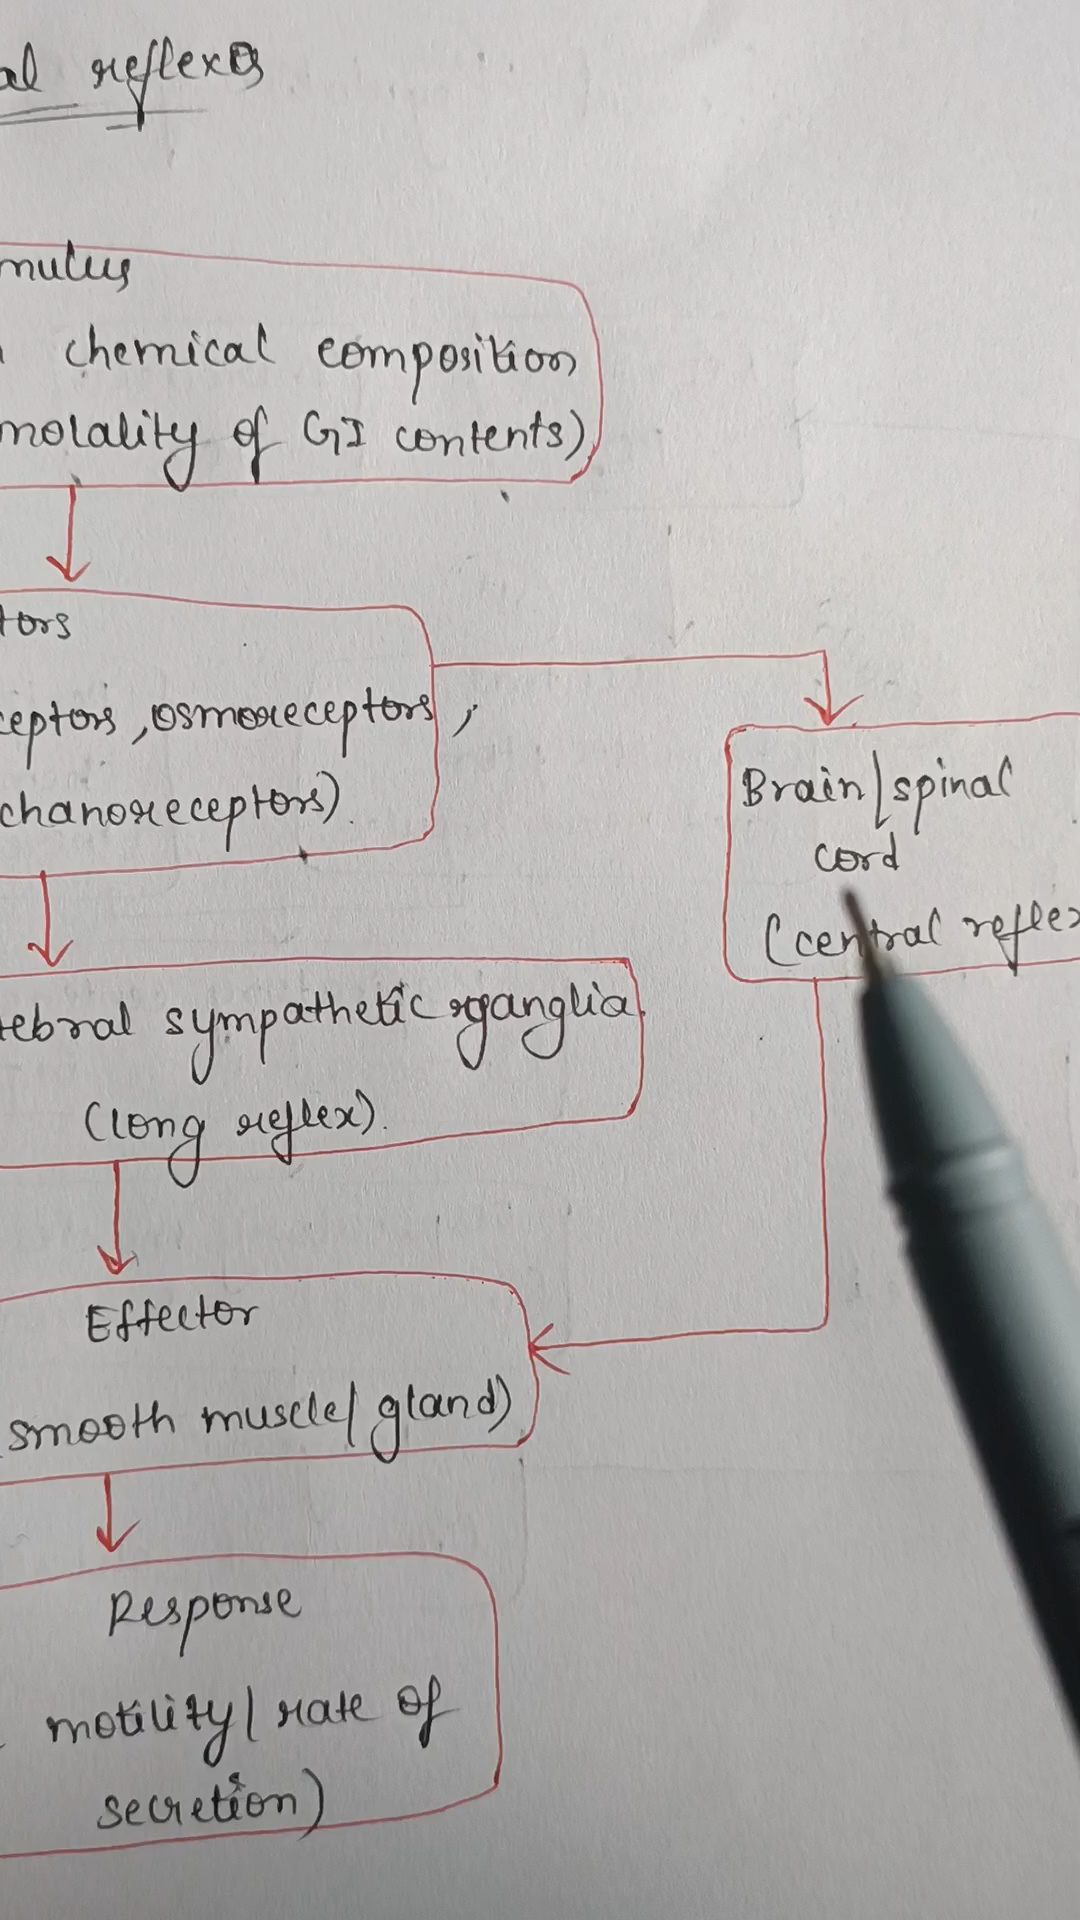 al reflexes
mulus
chemical composition
molality of GI contents)
tors
ceptors, osmoreceptors,
chanoreceptors).
tebral sympathetic ganglia
(long reflex).
Brain/spinal
cord
(central reflex
Effector
smooth muscle/gland)
Response
motility/rate of
secretion)